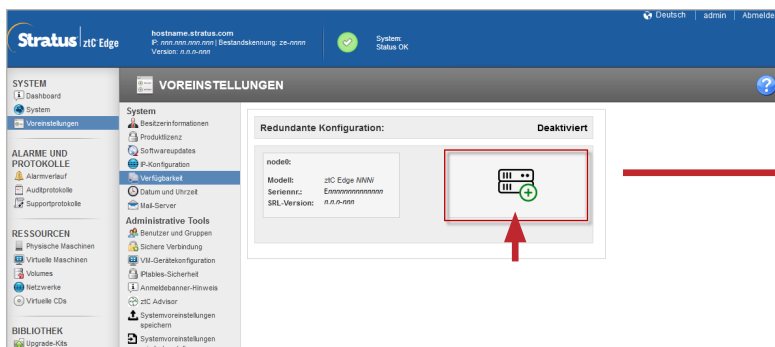 Deutsch | admin | Abmelde
Stratus ztC Edge
hostname.stratus.com
IP: nnn.nnn.nnn.nnn | Bestandskennung: ze-nnnn
Version: n.n.n-nnn
System:
Status OK
SYSTEM
Dashboard
System
Voreinstellungen
ALARME UND
PROTOKOLLE
Alarmverlauf
Auditprotokolle
Supportprotokolle
RESSOURCEN
Physische Maschinen
Virtuelle Maschinen
Volumes
Netzwerke
Virtuelle CDs
BIBLIOTHEK
Upgrade-Kits
VOREINSTELLUNGEN
System
Besitzerinformationen
Produktlizenz
Softwareupdates
IP-Konfiguration
Verfügbarkeit
Datum und Uhrzeit
Mail-Server
Administrative Tools
Benutzer und Gruppen
Sichere Verbindung
VM-Gerätekonfiguration
IPtables-Sicherheit
Anmeldebanner-Hinweis
ztC Advisor
Systemvoreinstellungen
speichern
Systemvoreinstellungen
Redundante Konfiguration: Deaktiviert
node0:
Modell: ztC Edge NNNi
Seriennr.: Ennnnnnnnnnnnnn
SRL-Version: n.n.n-nnn